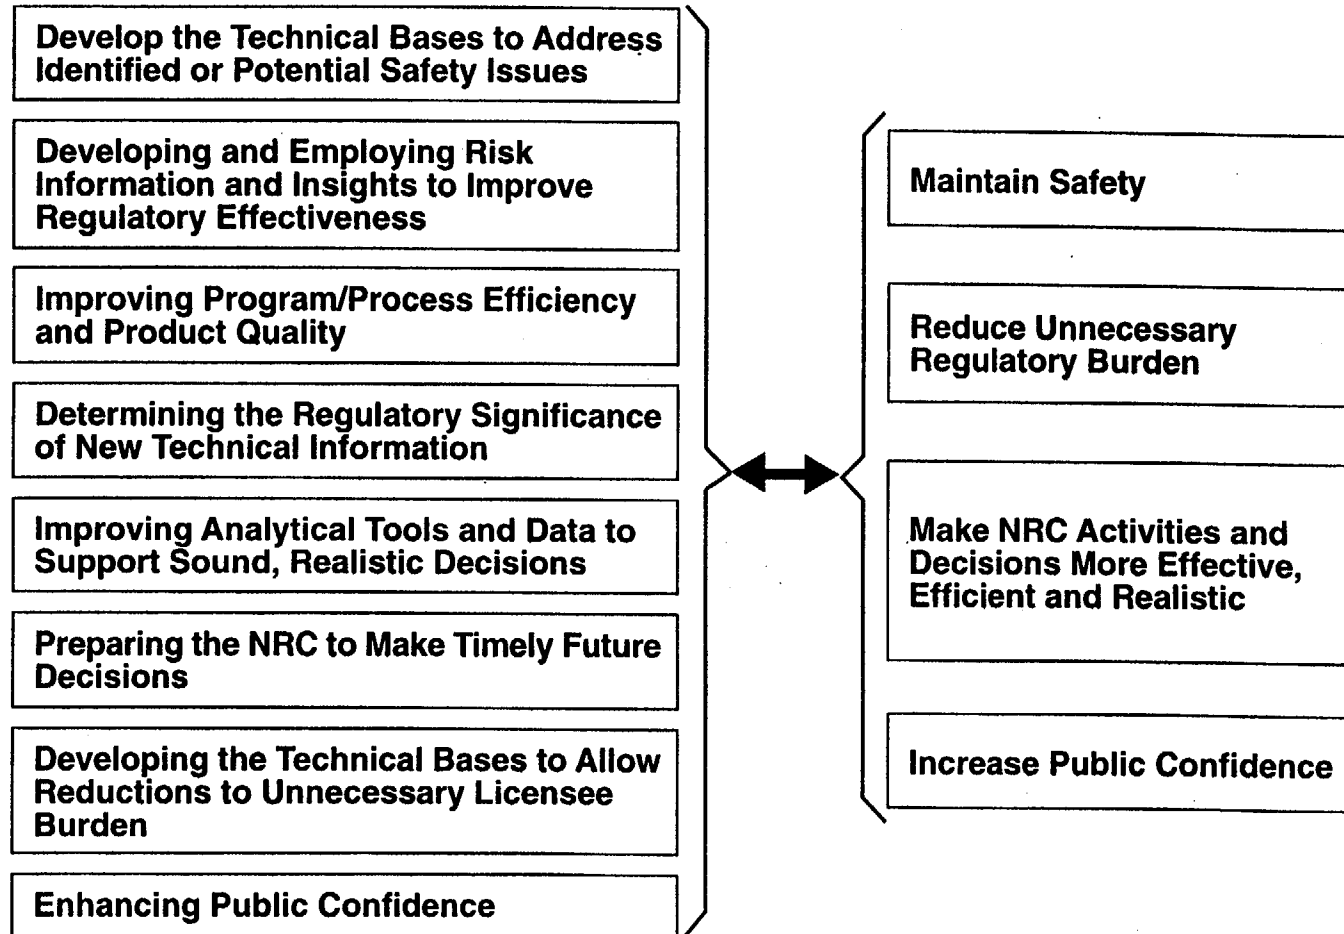 Develop the Technical Bases to Address
Identified or Potential Safety Issues
Developing and Employing Risk
Information and Insights to Improve
Regulatory Effectiveness
Improving Program/Process Efficiency
and Product Quality
Determining the Regulatory Significance
of New Technical Information
Improving Analytical Tools and Data to
Support Sound, Realistic Decisions
Preparing the NRC to Make Timely Future
Decisions
Developing the Technical Bases to Allow
Reductions to Unnecessary Licensee
Burden
Enhancing Public Confidence
Maintain Safety
Reduce Unnecessary
Regulatory Burden
Make NRC Activities and
Decisions More Effective,
Efficient and Realistic
Increase Public Confidence